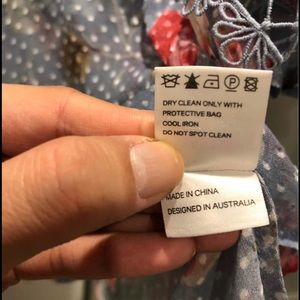 DRY CLEAN ONLY WITH
PROTECTIVE BAG
COOL IRON
DO NOT SPOT CLEAN
MADE IN CHINA
DESIGNED IN AUSTRALIA